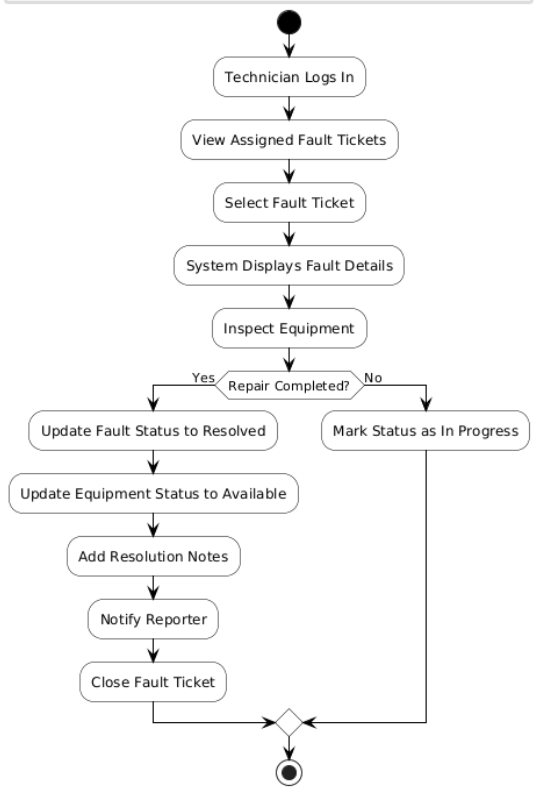 Technician Logs In
View Assigned Fault Tickets
Select Fault Ticket
System Displays Fault Details
Inspect Equipment
Yes
Repair Completed?
No
Update Fault Status to Resolved
Mark Status as In Progress
Update Equipment Status to Available
Add Resolution Notes
Notify Reporter
Close Fault Ticket